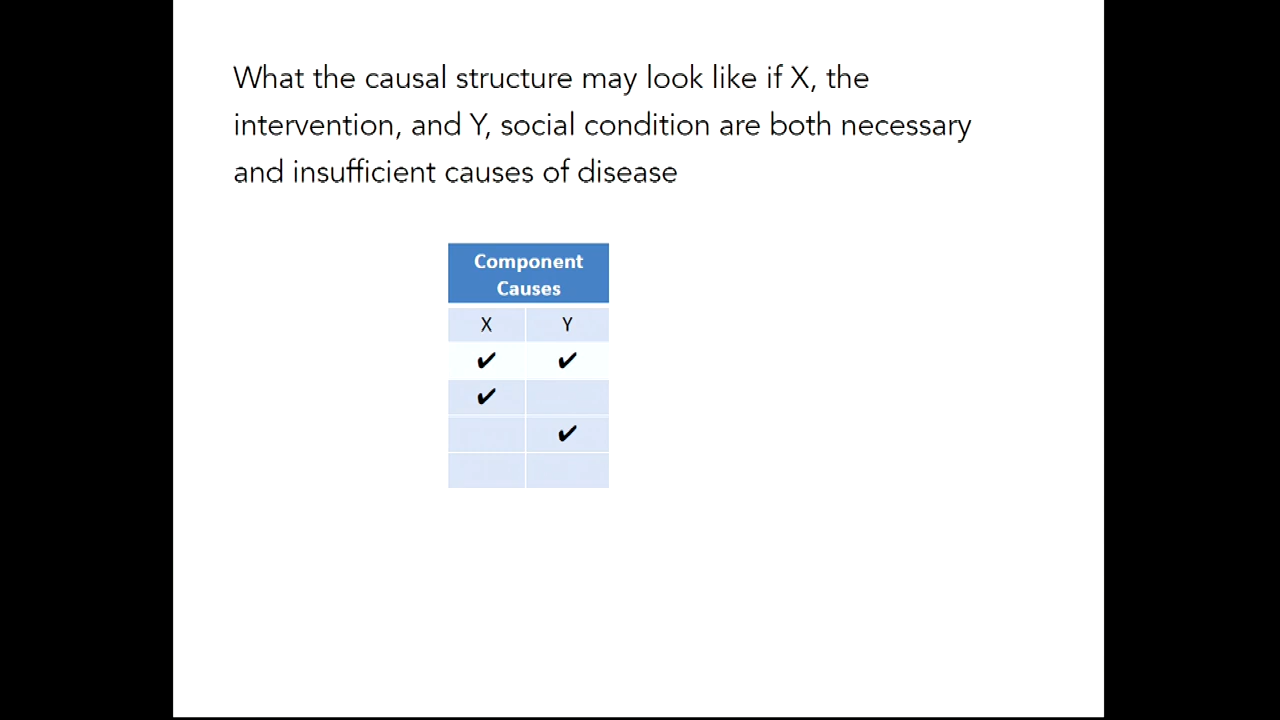 What the causal structure may look like if X, the
intervention, and Y, social condition are both necessary
and insufficient causes of disease
Component
Causes
X Y
✔ ✔
✔
✔